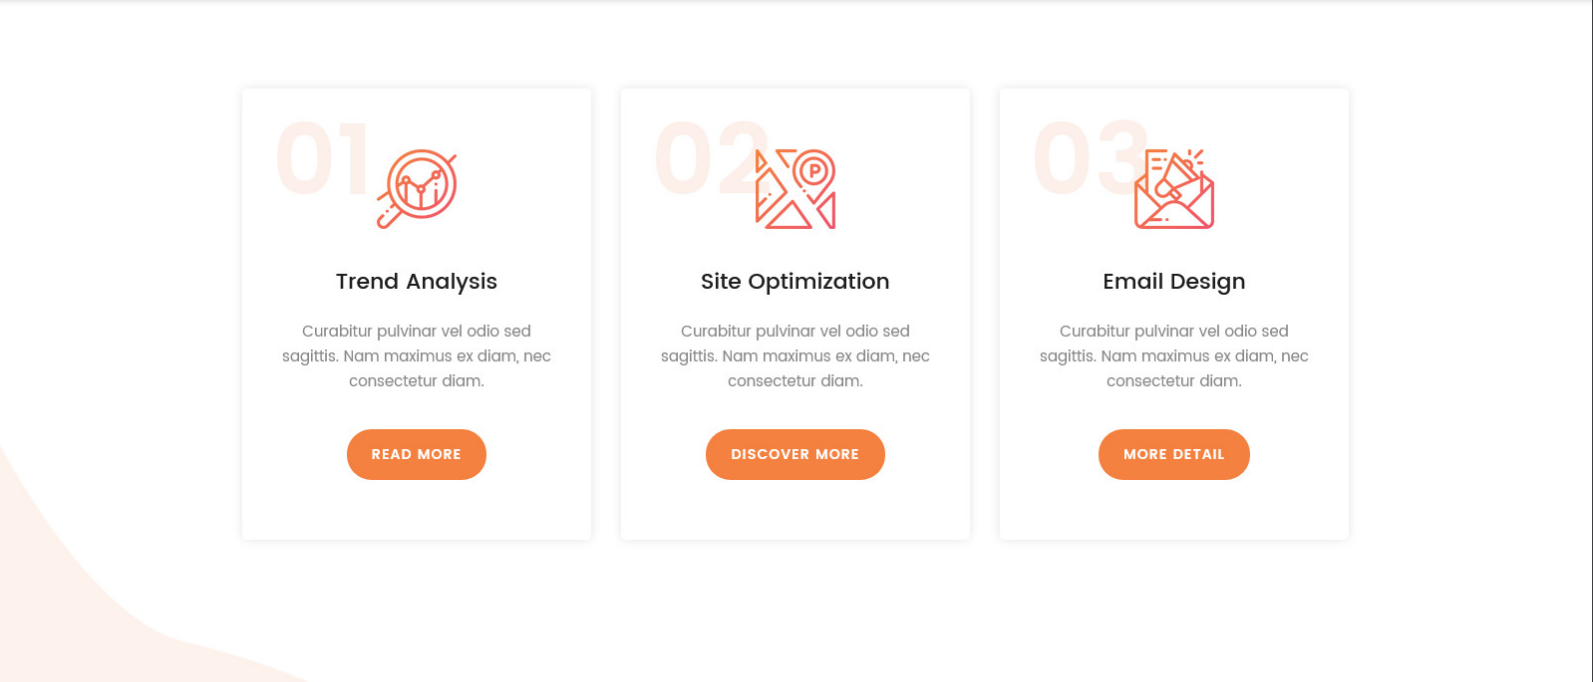 01
Trend Analysis
Curabitur pulvinar vel odio sed
sagittis. Nam maximus ex diam, nec
consectetur diam.
READ MORE
02
P
Site Optimization
Curabitur pulvinar vel odio sed
sagittis. Nam maximus ex diam, nec
consectetur diam.
DISCOVER MORE
03
Email Design
Curabitur pulvinar vel odio sed
sagittis. Nam maximus ex diam, nec
consectetur diam.
MORE DETAIL